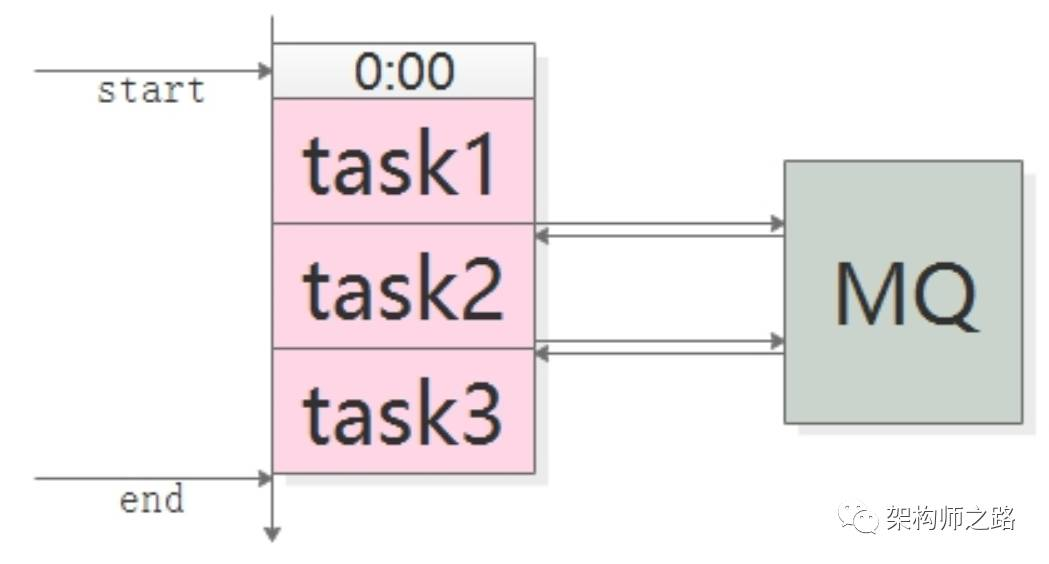 0:00
start
task1
task2
MQ
task3
end
架构师之路